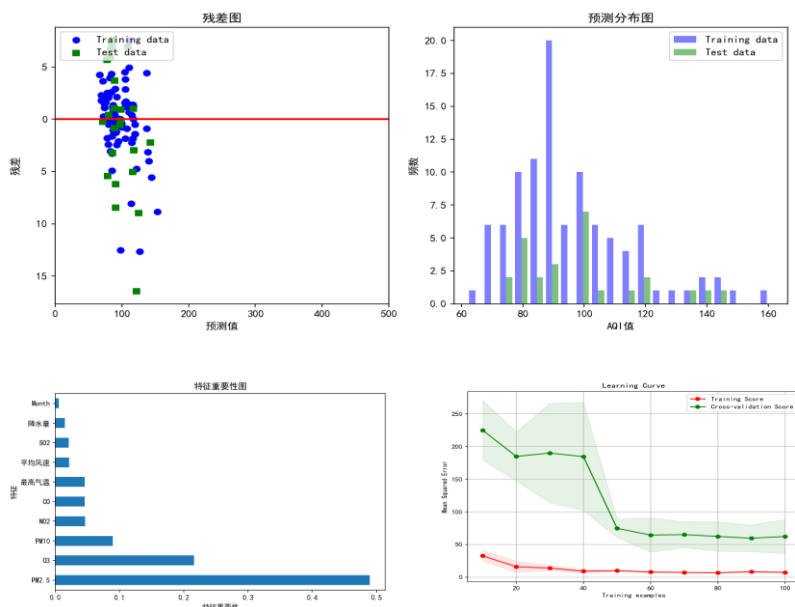 残差图
Training data
Test data
5
0
5
10
15
残差
0
100
200
300
400
500
预测值
预测分布图
Training data
Test data
20.0
17.5
15.0
12.5
10.0
7.5
5.0
2.5
0.0
频数
60
80
100
120
140
160
AQI值
特征重要性图
Month
降水量
SO2
平均风速
最高气温
CO
NO2
PM10
O3
PM2.5
特征
0.0
0.1
0.2
0.3
0.4
0.5
特征重要性
Learning Curve
Training Score
Cross-validation Score
250
200
150
100
50
0
Mean Squared Error
20
40
60
80
100
Training examples